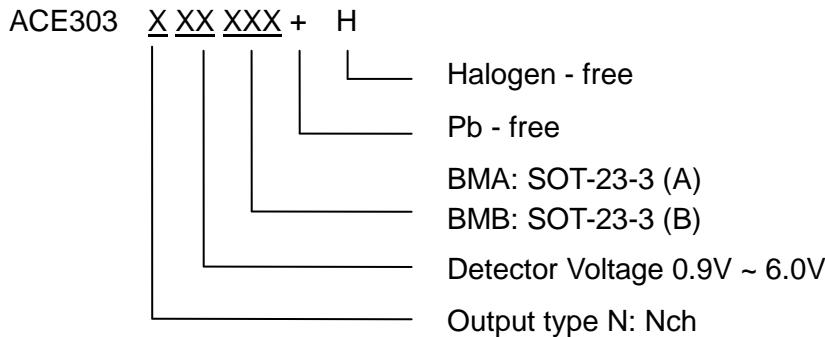 ACE303 X XX XXX + H
Halogen - free
Pb - free
BMA: SOT-23-3 (A)
BMB: SOT-23-3 (B)
Detector Voltage 0.9V ~ 6.0V
Output type N: Nch